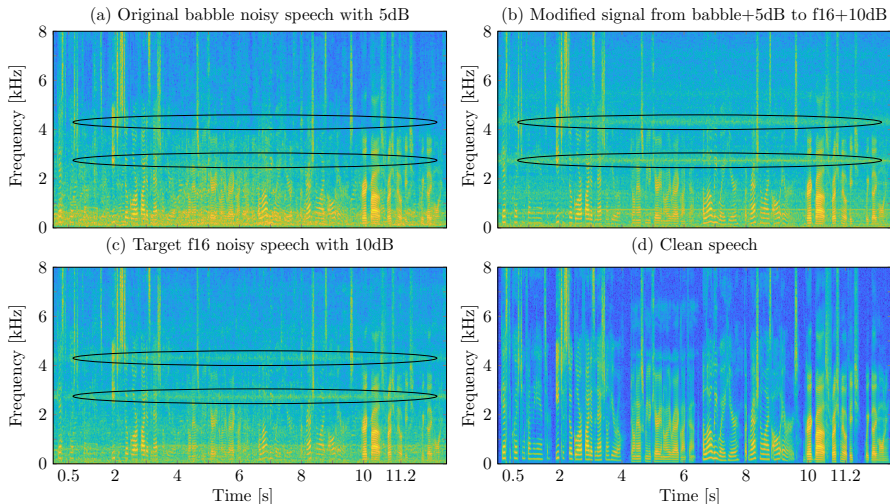 (a) Original babble noisy speech with 5dB
(b) Modified signal from babble+5dB to f16+10dB
8
6
4
2
0
Frequency [kHz]
8
6
4
2
0
Frequency [kHz]
(c) Target f16 noisy speech with 10dB
(d) Clean speech
8
6
4
2
0
Frequency [kHz]
0.5 2 4 6 8 10 11.2
Time [s]
8
6
4
2
0
Frequency [kHz]
0.5 2 4 6 8 10 11.2
Time [s]